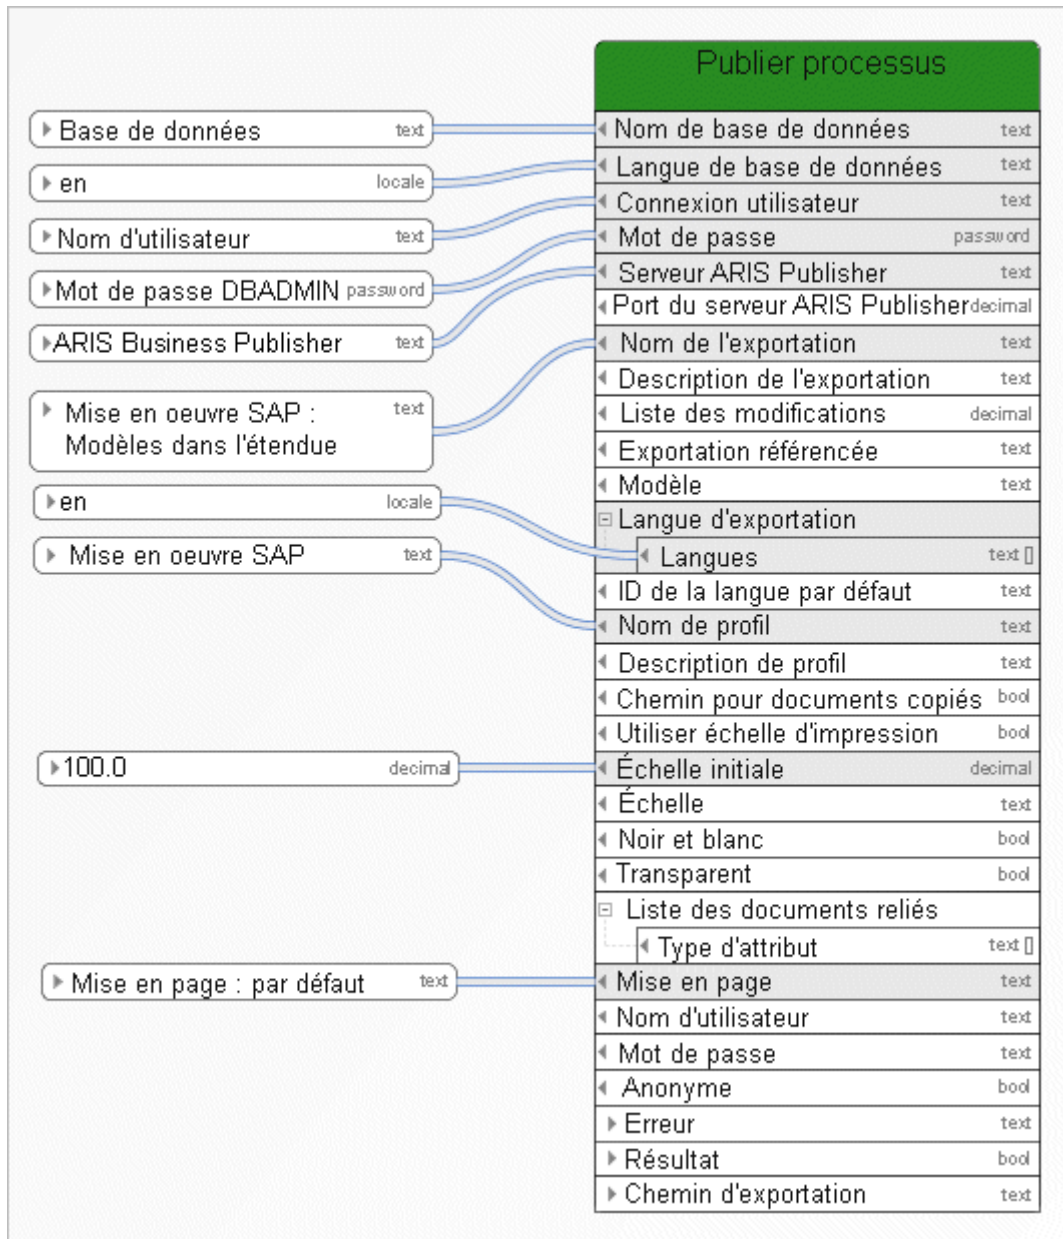 Publier processus
Base de données text
Nom de base de données text
en locale
Langue de base de données text
Connexion utilisateur text
Nom d'utilisateur text
Mot de passe password
Serveur ARIS Publisher text
Mot de passe DBADMIN password
Port du serveur ARIS Publisher decimal
ARIS Business Publisher text
Nom de l'exportation text
Description de l'exportation text
Mise en oeuvre SAP : text
Modèles dans l'étendue
Liste des modifications decimal
Exportation référencée text
Modèle text
en locale
Langue d'exportation
Mise en oeuvre SAP text
Langues text []
ID de la langue par défaut text
Nom de profil text
Description de profil text
Chemin pour documents copiés bool
Utiliser échelle d'impression bool
100.0 decimal
Échelle initiale decimal
Échelle text
Noir et blanc bool
Transparent bool
Liste des documents reliés
Type d'attribut text []
Mise en page : par défaut text
Mise en page text
Nom d'utilisateur text
Mot de passe text
Anonyme bool
Erreur text
Résultat bool
Chemin d'exportation text